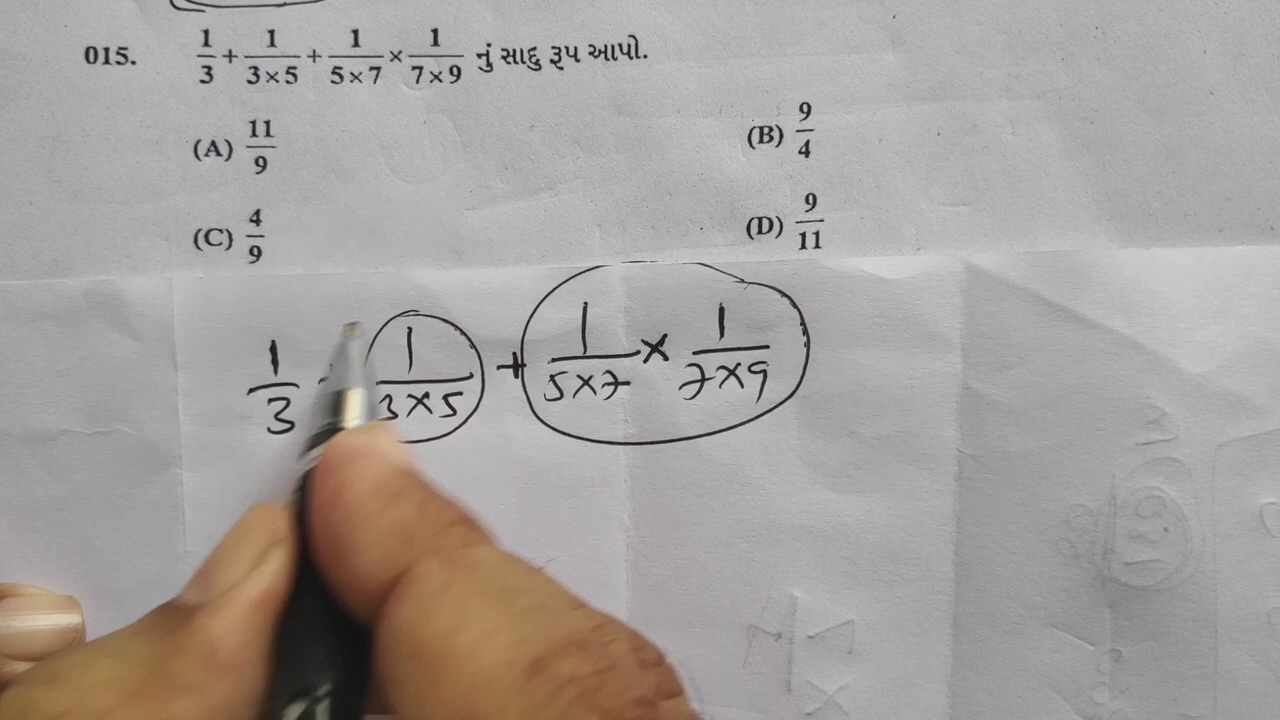 015. 1/3 + 1/(3×5) + 1/(5×7) × 1/(7×9) નું સાદુ રૂપ આપો.
(A) 11/9 (B) 9/4
(C) 4/9 (D) 9/11
1/3 + 1/(3×5) + 1/(5×7) × 1/(7×9)